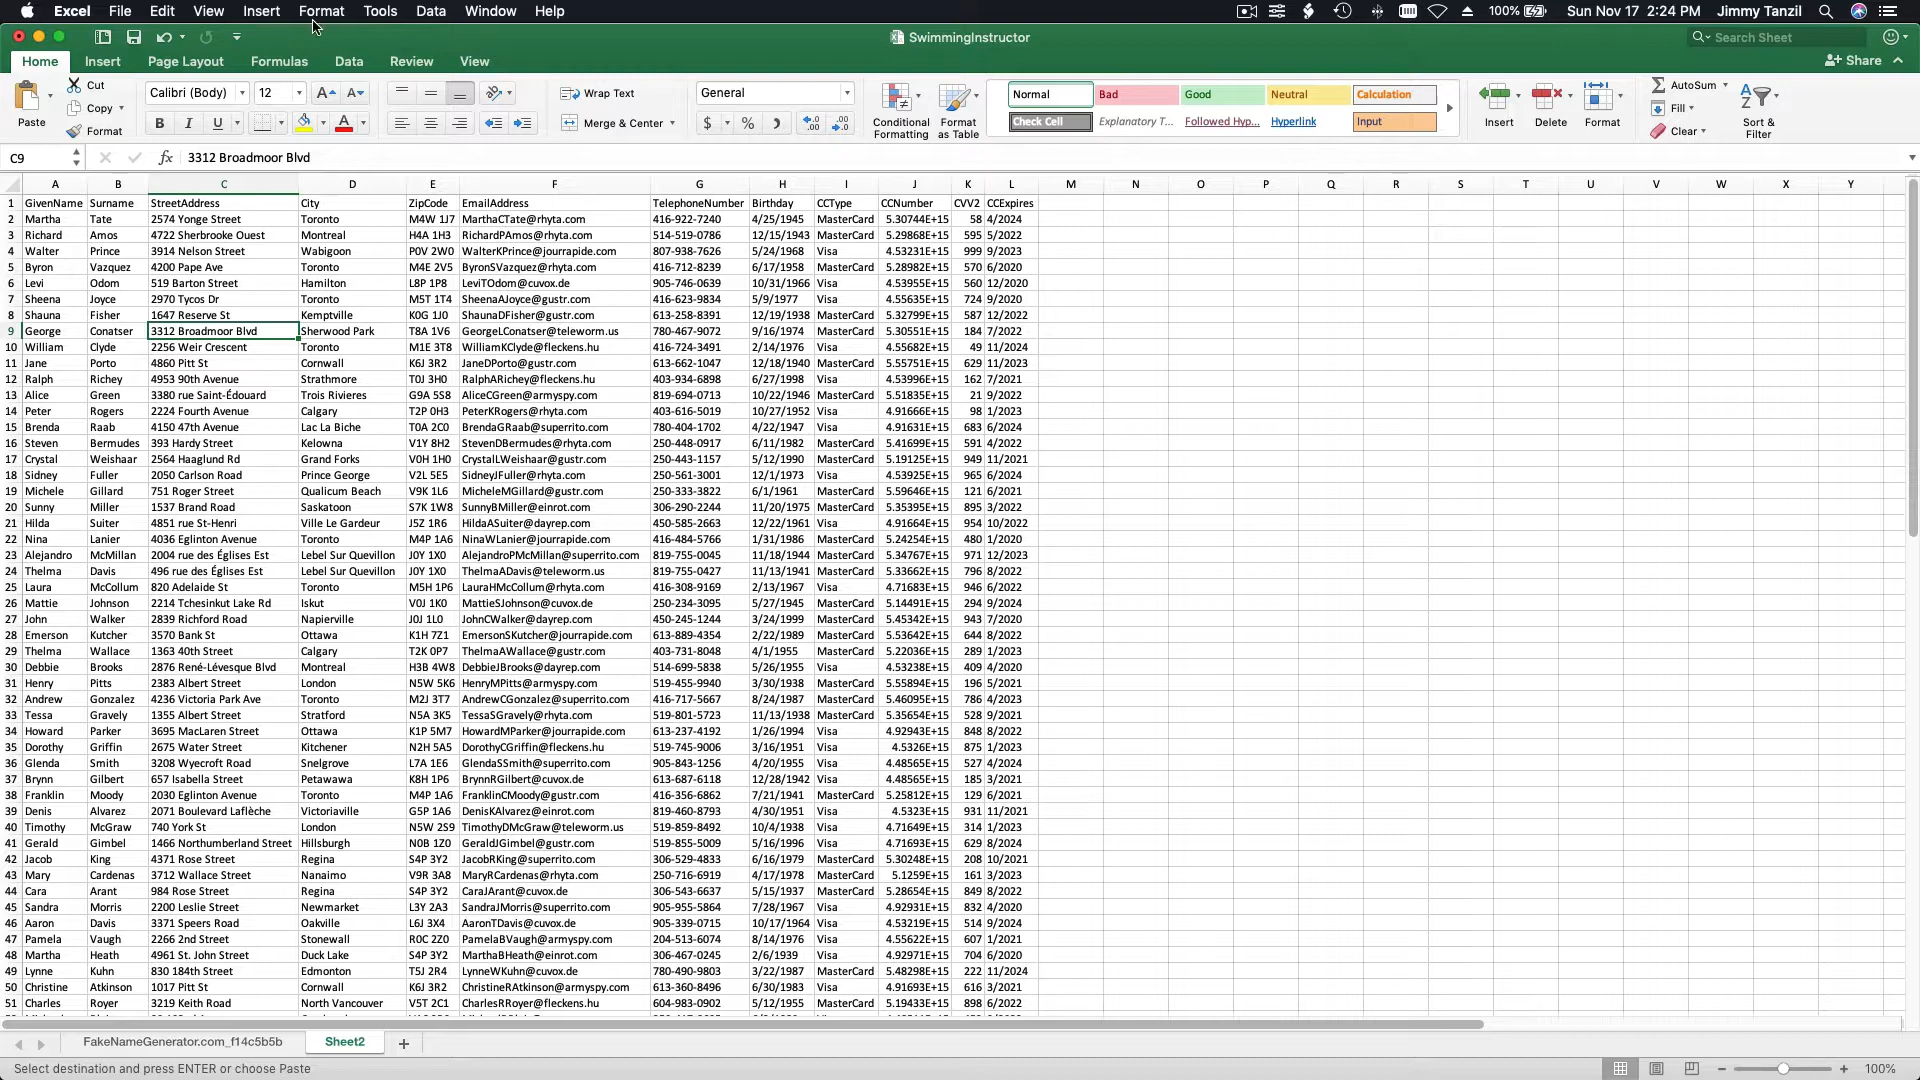 Excel File Edit View Insert Format Tools Data Window Help 100% Sun Nov 17 2:24 PM Jimmy Tanzil
SwimmingInstructor Search Sheet
Home Insert Page Layout Formulas Data Review View Share
Paste Cut Copy Format
Calibri (Body) 12 A A B I U A
Wrap Text Merge & Center
General $ %
Conditional Formatting Format as Table
Normal Bad Good Neutral Calculation
Check Cell Explanatory T... Followed Hyp... Hyperlink Input
Insert Delete Format
AutoSum Fill Clear Sort & Filter
C9 fx 3312 Broadmoor Blvd
A B C D E F G H I J K L M N O P Q R S T U V W X Y
1 GivenName Surname StreetAddress City ZipCode EmailAddress TelephoneNumber Birthday CCType CCNumber CVV2 CCExpires
2 Martha Tate 2574 Yonge Street Toronto M4W 1J7 MarthaCTate@rhyta.com 416-922-7240 4/25/1945 MasterCard 5.30744E+15 58 4/2024
3 Richard Amos 4722 Sherbrooke Ouest Montreal H4A 1H3 RichardPAmos@rhyta.com 514-519-0786 12/15/1943 MasterCard 5.29868E+15 595 5/2022
4 Walter Prince 3914 Nelson Street Wabigoon P0V 2W0 WalterKPrince@jourrapide.com 807-938-7626 5/24/1968 Visa 4.53231E+15 999 9/2023
5 Byron Vazquez 4200 Pape Ave Toronto M4E 2V5 ByronSVazquez@rhyta.com 416-712-8239 6/17/1958 MasterCard 5.28982E+15 570 6/2020
6 Levi Odom 519 Barton Street Hamilton L8P 1P8 LeviTOdom@cuvox.de 905-746-0639 10/31/1966 Visa 4.53955E+15 560 12/2020
7 Sheena Joyce 2970 Tycos Dr Toronto M5T 1T4 SheenaAJoyce@gustr.com 416-623-9834 5/9/1977 Visa 4.55635E+15 724 9/2020
8 Shauna Fisher 1647 Reserve St Kemptville K0G 1J0 ShaunaDFisher@gustr.com 613-258-8391 12/19/1938 MasterCard 5.32799E+15 587 12/2022
9 George Conatser 3312 Broadmoor Blvd Sherwood Park T8A 1V6 GeorgeLConatser@teleworm.us 780-467-9072 9/16/1974 MasterCard 5.30551E+15 184 7/2022
10 William Clyde 2256 Weir Crescent Toronto M1E 3T8 WilliamKClyde@fleckens.hu 416-724-3491 2/14/1976 Visa 4.55682E+15 49 11/2024
11 Jane Porto 4860 Pitt St Cornwall K6J 3R2 JaneDPorto@gustr.com 613-662-1047 12/18/1940 MasterCard 5.55751E+15 629 11/2023
12 Ralph Richey 4953 90th Avenue Strathmore T0J 3H0 RalphARichey@fleckens.hu 403-934-6898 6/27/1998 Visa 4.53996E+15 162 7/2021
13 Alice Green 3380 rue Saint-Édouard Trois Rivieres G9A 5S8 AliceCGreen@armyspy.com 819-694-0713 10/22/1946 MasterCard 5.51835E+15 21 9/2022
14 Peter Rogers 2224 Fourth Avenue Calgary T2P 0H3 PeterKRogers@rhyta.com 403-616-5019 10/27/1952 Visa 4.91666E+15 98 1/2023
15 Brenda Raab 4150 47th Avenue Lac La Biche T0A 2C0 BrendaGRaab@superrito.com 780-404-1702 4/22/1947 Visa 4.91631E+15 683 6/2024
16 Steven Bermudes 393 Hardy Street Kelowna V1Y 8H2 StevenDBermudes@rhyta.com 250-448-0917 6/11/1982 MasterCard 5.41699E+15 591 4/2022
17 Crystal Weishaar 2564 Haaglund Rd Grand Forks V0H 1H0 CrystalLWeishaar@gustr.com 250-443-1157 5/12/1990 MasterCard 5.19125E+15 949 11/2021
18 Sidney Fuller 2050 Carlson Road Prince George V2L 5E5 SidneyJFuller@rhyta.com 250-561-3001 12/1/1973 Visa 4.53925E+15 965 6/2024
19 Michele Gillard 751 Roger Street Qualicum Beach V9K 1L6 MicheleMGillard@gustr.com 250-333-3822 6/1/1961 MasterCard 5.59646E+15 121 6/2021
20 Sunny Miller 1537 Brand Road Saskatoon S7K 1W8 SunnyBMiller@einrot.com 306-290-2244 11/20/1975 MasterCard 5.35395E+15 895 3/2022
21 Hilda Suiter 4851 rue St-Henri Ville Le Gardeur J5Z 1R6 HildaASuiter@dayrep.com 450-585-2663 12/22/1961 Visa 4.91664E+15 954 10/2022
22 Nina Lanier 4036 Eglinton Avenue Toronto M4P 1A6 NinaWLanier@jourrapide.com 416-484-5766 1/31/1986 MasterCard 5.24254E+15 480 1/2020
23 Alejandro McMillan 2004 rue des Églises Est Lebel Sur Quevillon J0Y 1X0 AlejandroPMcMillan@superrito.com 819-755-0045 11/18/1944 MasterCard 5.34767E+15 971 12/2023
24 Thelma Davis 496 rue des Églises Est Lebel Sur Quevillon J0Y 1X0 ThelmaADavis@teleworm.us 819-755-0427 11/13/1941 MasterCard 5.33662E+15 796 8/2022
25 Laura McCollum 820 Adelaide St Toronto M5H 1P6 LauraHMcCollum@rhyta.com 416-308-9169 2/13/1967 Visa 4.71683E+15 946 6/2022
26 Mattie Johnson 2214 Tchesinkut Lake Rd Iskut V0J 1K0 MattieSJohnson@cuvox.de 250-234-3095 5/27/1945 MasterCard 5.14491E+15 294 9/2024
27 John Walker 2839 Richford Road Napierville J0J 1L0 JohnCWalker@dayrep.com 450-245-1244 3/24/1999 MasterCard 5.45342E+15 943 7/2020
28 Emerson Kutcher 3570 Bank St Ottawa K1H 7Z1 EmersonSKutcher@jourrapide.com 613-889-4354 2/22/1989 MasterCard 5.53642E+15 644 8/2022
29 Thelma Wallace 1363 40th Street Calgary T2K 0P7 ThelmaAWallace@gustr.com 403-731-8048 4/1/1955 MasterCard 5.22036E+15 289 1/2023
30 Debbie Brooks 2876 René-Lévesque Blvd Montreal H3B 4W8 DebbieJBrooks@dayrep.com 514-699-5838 5/26/1955 Visa 4.53238E+15 409 4/2020
31 Henry Pitts 2383 Albert Street London N5W 5K6 HenryMPitts@armyspy.com 519-455-9940 3/30/1938 MasterCard 5.55894E+15 196 5/2021
32 Andrew Gonzalez 4236 Victoria Park Ave Toronto M2J 3T7 AndrewCGonzalez@superrito.com 416-717-5667 8/24/1987 MasterCard 5.46095E+15 786 4/2023
33 Tessa Gravely 1355 Albert Street Stratford N5A 3K5 TessaSGravely@rhyta.com 519-801-5723 11/13/1938 MasterCard 5.35654E+15 528 9/2021
34 Howard Parker 3695 MacLaren Street Ottawa K1P 5M7 HowardMParker@jourrapide.com 613-237-4192 1/26/1994 Visa 4.92943E+15 848 8/2022
35 Dorothy Griffin 2675 Water Street Kitchener N2H 5A5 DorothyCGriffin@fleckens.hu 519-745-9006 3/16/1951 Visa 4.5326E+15 875 1/2023
36 Glenda Smith 3208 Wyecroft Road Snelgrove L7A 1E6 GlendaSSmith@superrito.com 905-843-1256 4/20/1955 Visa 4.48565E+15 527 4/2024
37 Brynn Gilbert 657 Isabella Street Petawawa K8H 1P6 BrynnRGilbert@cuvox.de 613-687-6118 12/28/1942 Visa 4.48565E+15 185 3/2021
38 Franklin Moody 2030 Eglinton Avenue Toronto M4P 1A6 FranklinCMoody@gustr.com 416-356-6862 7/21/1941 MasterCard 5.25812E+15 129 6/2021
39 Denis Alvarez 2071 Boulevard Laflèche Victoriaville G5P 1A6 DenisKAlvarez@einrot.com 819-460-8793 4/30/1951 Visa 4.5323E+15 931 11/2021
40 Timothy McGraw 740 York St London N5W 2S9 TimothyDMcGraw@teleworm.us 519-859-8492 10/4/1938 Visa 4.71649E+15 314 1/2023
41 Gerald Gimbel 1466 Northumberland Street Hillsburgh N0B 1Z0 GeraldJGimbel@gustr.com 519-855-5009 5/16/1996 Visa 4.71693E+15 629 8/2024
42 Jacob King 4371 Rose Street Regina S4P 3Y2 JacobRKing@superrito.com 306-529-4833 6/16/1979 MasterCard 5.30248E+15 208 10/2021
43 Mary Cardenas 3712 Wallace Street Nanaimo V9R 3A8 MaryRCardenas@rhyta.com 250-716-6919 4/17/1978 MasterCard 5.1259E+15 161 3/2023
44 Cara Arant 984 Rose Street Regina S4P 3Y2 CaraJArant@cuvox.de 306-543-6637 5/15/1937 MasterCard 5.28654E+15 849 8/2022
45 Sandra Morris 2200 Leslie Street Newmarket L3Y 2A3 SandraJMorris@superrito.com 905-955-5864 7/28/1967 Visa 4.92931E+15 832 4/2020
46 Aaron Davis 3371 Speers Road Oakville L6J 3X4 AaronTDavis@cuvox.de 905-339-0715 10/17/1964 Visa 4.53219E+15 514 9/2024
47 Pamela Vaugh 2266 2nd Street Stonewall R0C 2Z0 PamelaBVaugh@armyspy.com 204-513-6074 8/14/1976 Visa 4.55622E+15 607 1/2021
48 Martha Heath 4961 St. John Street Duck Lake S4P 3Y2 MarthaBHeath@einrot.com 306-467-0245 2/6/1939 Visa 4.92971E+15 704 6/2020
49 Lynne Kuhn 830 184th Street Edmonton T5J 2R4 LynneWKuhn@cuvox.de 780-490-9803 3/22/1987 MasterCard 5.48298E+15 222 11/2024
50 Christine Atkinson 1017 Pitt St Cornwall K6J 3R2 ChristineRAtkinson@armyspy.com 613-360-8496 6/30/1983 Visa 4.91693E+15 616 3/2021
51 Charles Royer 3219 Keith Road North Vancouver V5T 2C1 CharlesRRoyer@fleckens.hu 604-983-0902 5/12/1955 MasterCard 5.19433E+15 898 6/2022
FakeNameGenerator.com_f14c5b5b Sheet2
Select destination and press ENTER or choose Paste 100%